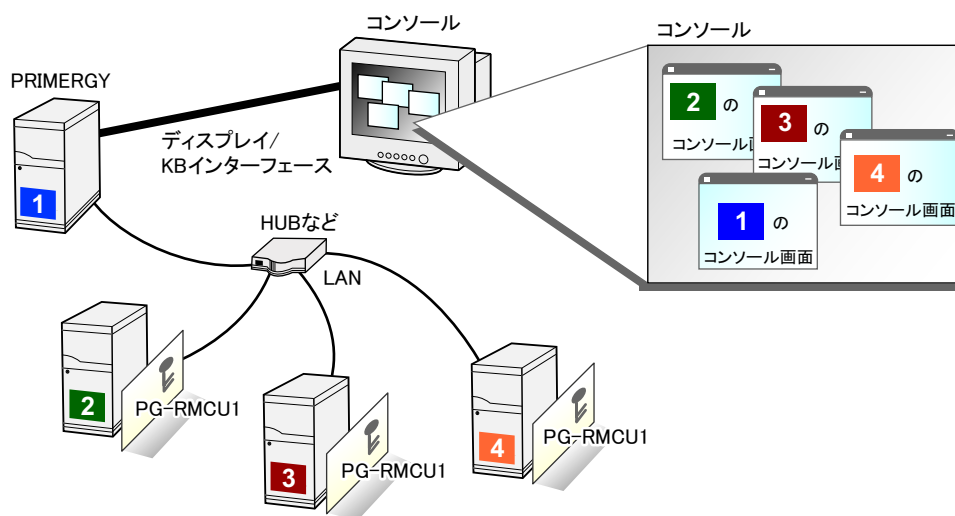 コンソール
PRIMERGY
ディスプレイ/
KBインターフェース
1
HUBなど
LAN
2
PG-RMCU1
3
PG-RMCU1
4
PG-RMCU1
コンソール
2 の
コンソール画
3 の
コンソール画
4 の
コンソール画面
1 の
コンソール画面